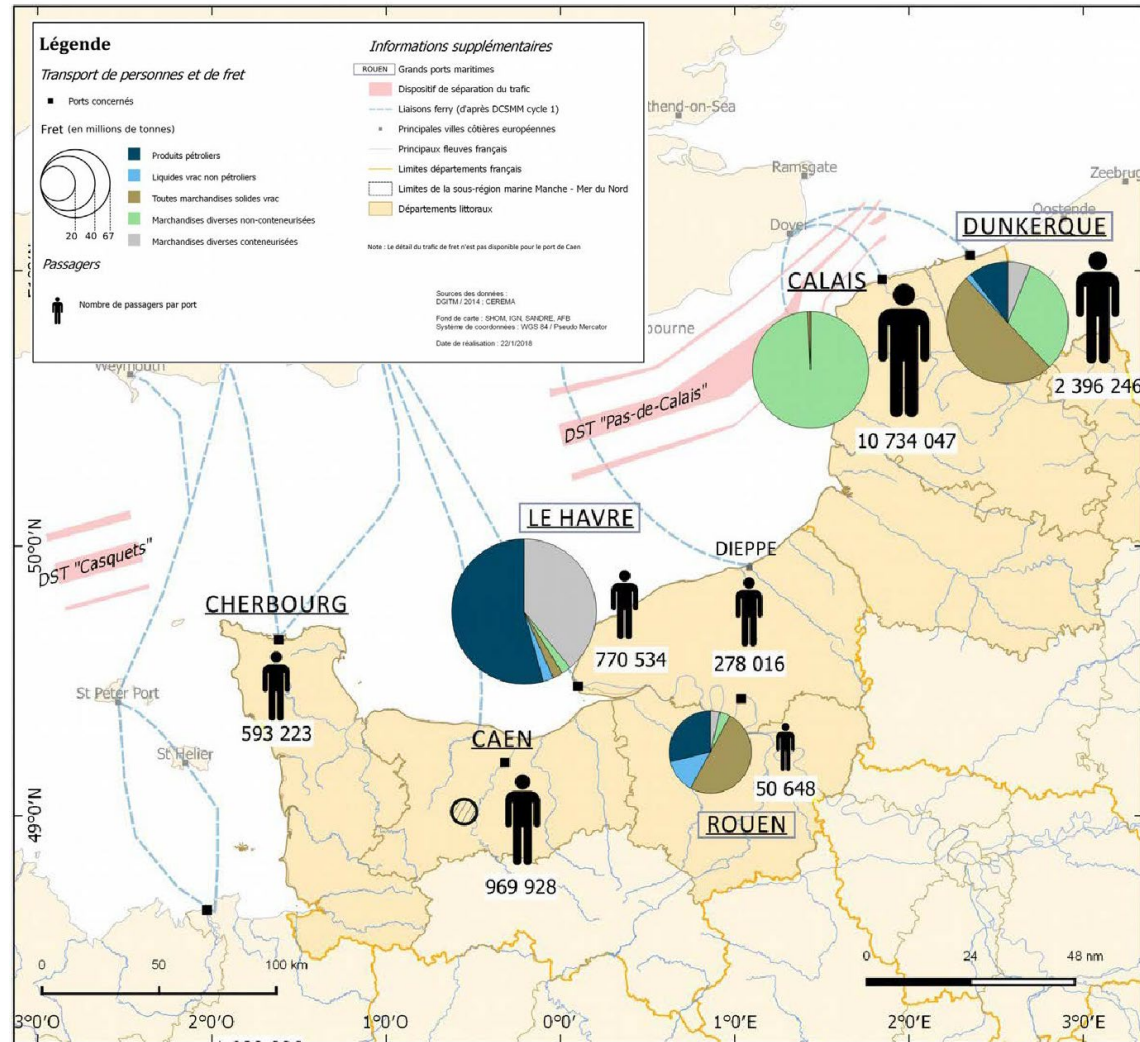 Légende
Transport de personnes et de fret
Ports concernés
Fret (en millions de tonnes)
Produits pétroliers
Liquides vrac non pétroliers
Toutes marchandises solides vrac
Marchandises diverses non-conteneurisées
Marchandises diverses conteneurisées
20 40 67
Passagers
Nombre de passagers par port
Informations supplémentaires
ROUEN Grands ports maritimes
Dispositif de séparation du trafic
Liaisons ferry (d'après DCSMM cycle 1)
Principales villes côtières européennes
Principaux fleuves français
Limites départements français
Limites de la sous-région marine Manche - Mer du Nord
Départements littoraux
Note : Le détail du trafic de fret n'est pas disponible pour le port de Caen
Sources des données :
DGITM / 2014 ; CEREMA
Fond de carte : SHOM, IGN, SANDRE, AFB
Système de coordonnées : WGS 84 / Pseudo Mercator
Date de réalisation : 22/1/2018
thend-on-Sea
Ramsgate
Zeebrug
Oostende
Dover
DUNKERQUE
CALAIS
bourne
Weymouth
2 396 246
DST "Pas-de-Calais"
10 734 047
LE HAVRE
50°0'N
DIEPPE
DST "Casquets"
CHERBOURG
770 534
278 016
St Peter Port
593 223
St Helier
CAEN
50 648
49°0'N
ROUEN
969 928
0 50 100 km
0 24 48 nm
3°0'O
2°0'O
1°0'O
0°0'
1°0'E
2°0'E
3°0'E